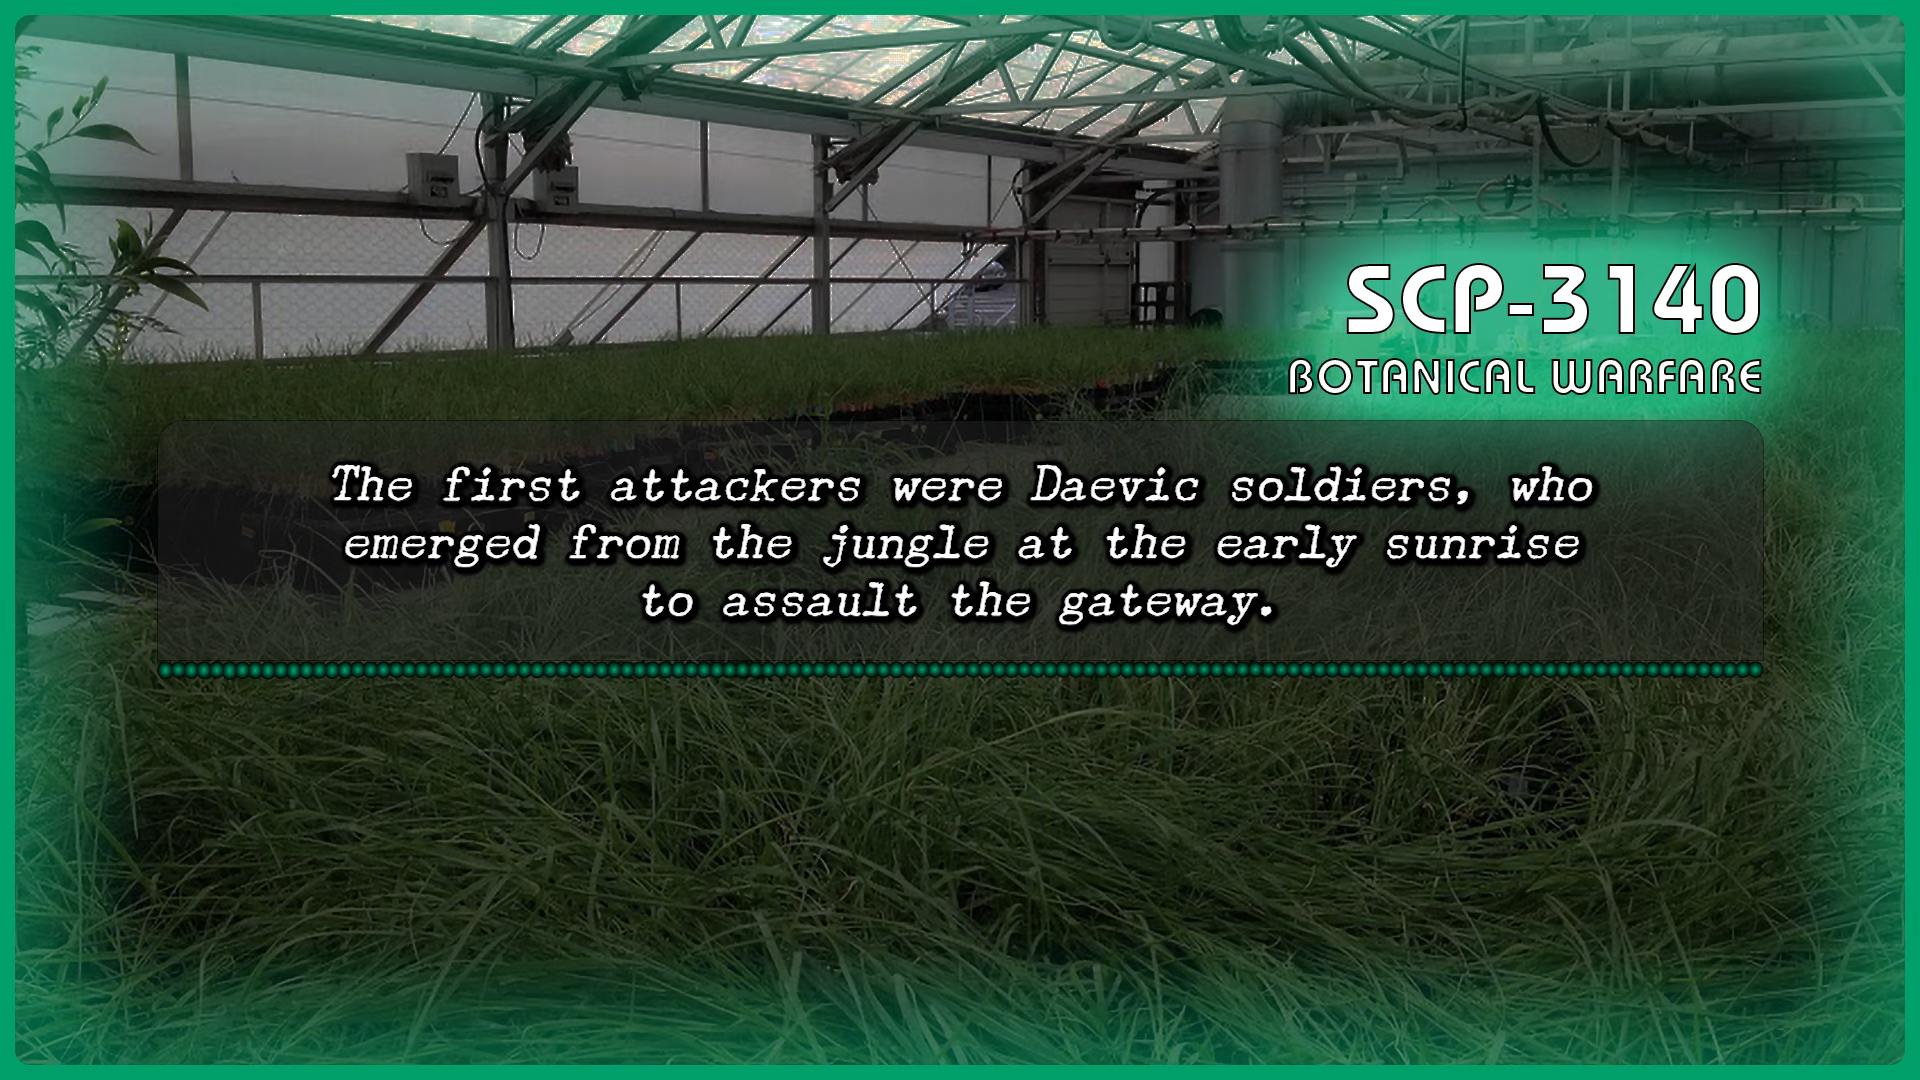 SCP-3140
BOTANICAL WARFARE
The first attackers were Daevic soldiers, who
emerged from the jungle at the early sunrise
to assault the gateway.